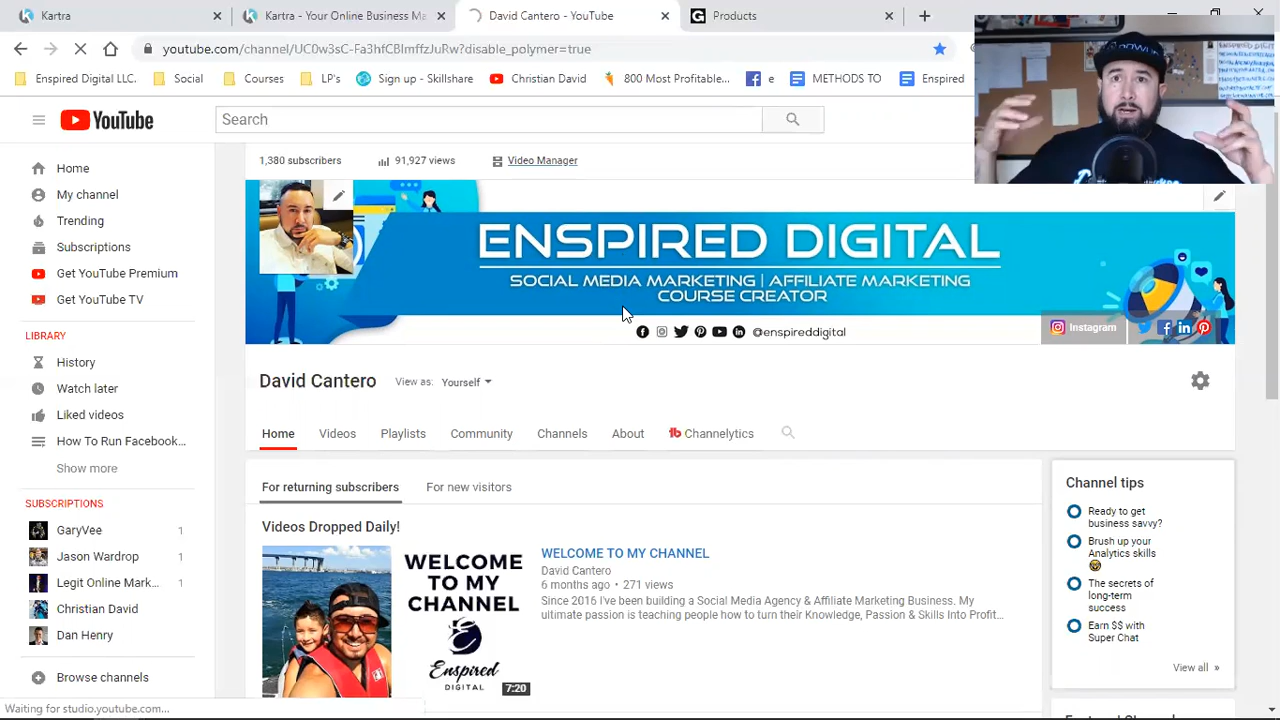 Kartra
Kartra - Your Online Business Ma
David Cantero - YouTube
Products
youtube.com/channel/
?disable_polymer=true
Enspired Digital LLC.
Social
Courses
LP's
Skillshare
800 Most
METHODS TO
Enspired
YouTube
Search
1,380 subscribers
91,927 views
Video Manager
Home
My channel
Trending
Subscriptions
Get YouTube Premium
Get YouTube TV
LIBRARY
History
Watch later
Liked videos
How To Run Facebook...
Show more
SUBSCRIPTIONS
GaryVee 1
Jason Wardrop 1
Legit Online Mark... 1
Christian David
Dan Henry
Browse channels
Waiting for studio.youtube.com...
ENSPIRED DIGITAL
SOCIAL MEDIA MARKETING | AFFILIATE MARKETING
COURSE CREATOR
@enspireddigital
Instagram
David Cantero
View as: Yourself
Home
Videos
Playlists
Community
Channels
About
Channelytics
For returning subscribers
For new visitors
Videos Dropped Daily!
WELCOME
TO MY
CHANNEL
Enspired
DIGITAL
7:20
WELCOME TO MY CHANNEL
David Cantero
6 months ago • 271 views
Since 2016 I've been building a Social Media Agency & Affiliate Marketing Business. My
ultimate passion is teaching people how to turn their Knowledge, Passion & Skills Into Profit...
Channel tips
Ready to get
business savvy?
Brush up your
Analytics skills
The secrets of
long-term
success
Earn $$ with
Super Chat
View all »